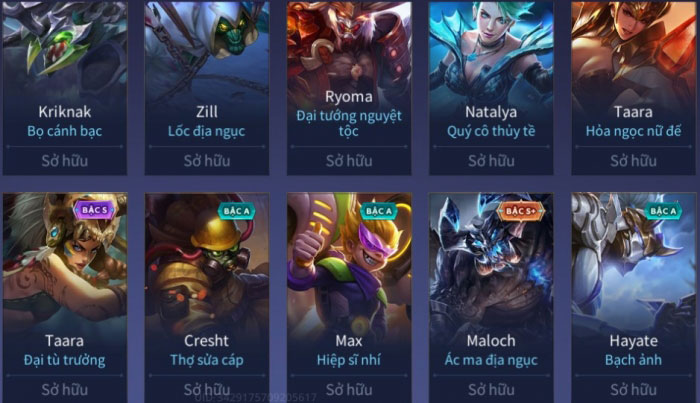 Kriknak
Bọ cánh bạc
Sở hữu
Zill
Lốc địa ngục
Sở hữu
Ryoma
Đại tướng nguyệt
tộc
Sở hữu
Natalya
Quý cô thủy tề
Sở hữu
Taara
Hỏa ngọc nữ đế
Sở hữu
BẬC S
Taara
Đại tù trưởng
Sở hữu
BẬC A
Cresht
Thợ sửa cáp
Sở hữu
BẬC A
Max
Hiệp sĩ nhí
Sở hữu
BẬC S+
Maloch
Ác ma địa ngục
Sở hữu
BẬC A
Hayate
Bạch ảnh
Sở hữu